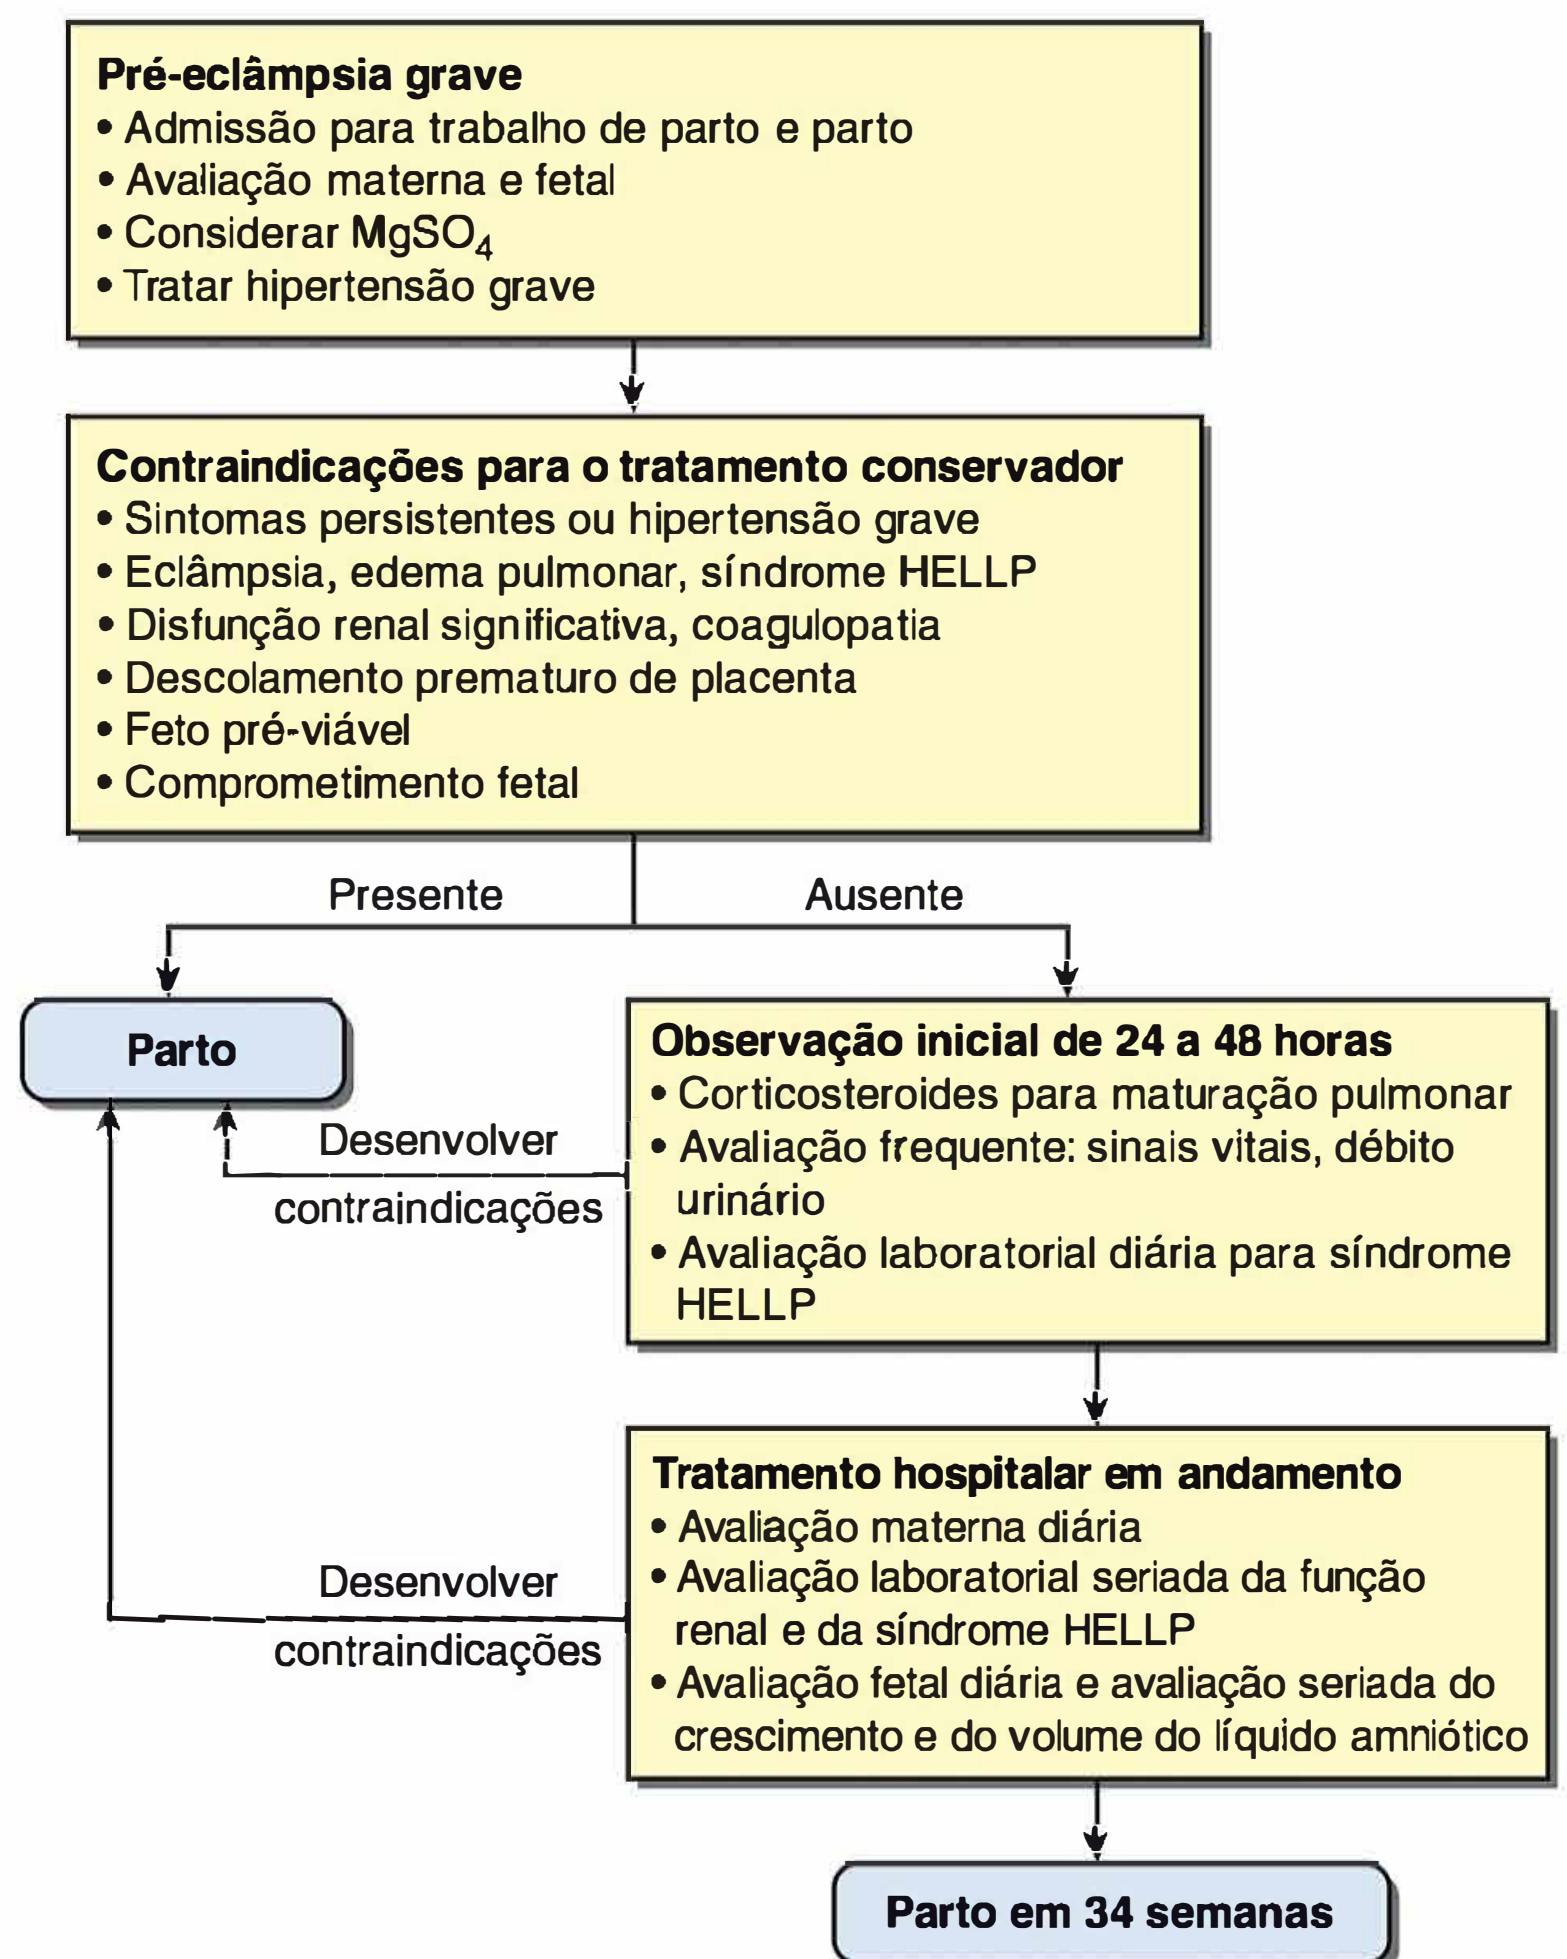 Pré-eclâmpsia grave
• Admissão para trabalho de parto e parto
• Avaliação materna e fetal
• Considerar MgSO₄
• Tratar hipertensão grave
Contraindicações para o tratamento conservador
• Sintomas persistentes ou hipertensão grave
• Eclâmpsia, edema pulmonar, síndrome HELLP
• Disfunção renal significativa, coagulopatia
• Descolamento prematuro de placenta
• Feto pré-viável
• Comprometimento fetal
Presente
Ausente
Parto
Observação inicial de 24 a 48 horas
• Corticosteroides para maturação pulmonar
• Avaliação frequente: sinais vitais, débito
urinário
• Avaliação laboratorial diária para síndrome
HELLP
Desenvolver
contraindicações
Tratamento hospitalar em andamento
• Avaliação materna diária
• Avaliação laboratorial seriada da função
renal e da síndrome HELLP
• Avaliação fetal diária e avaliação seriada do
crescimento e do volume do líquido amniótico
Desenvolver
contraindicações
Parto em 34 semanas